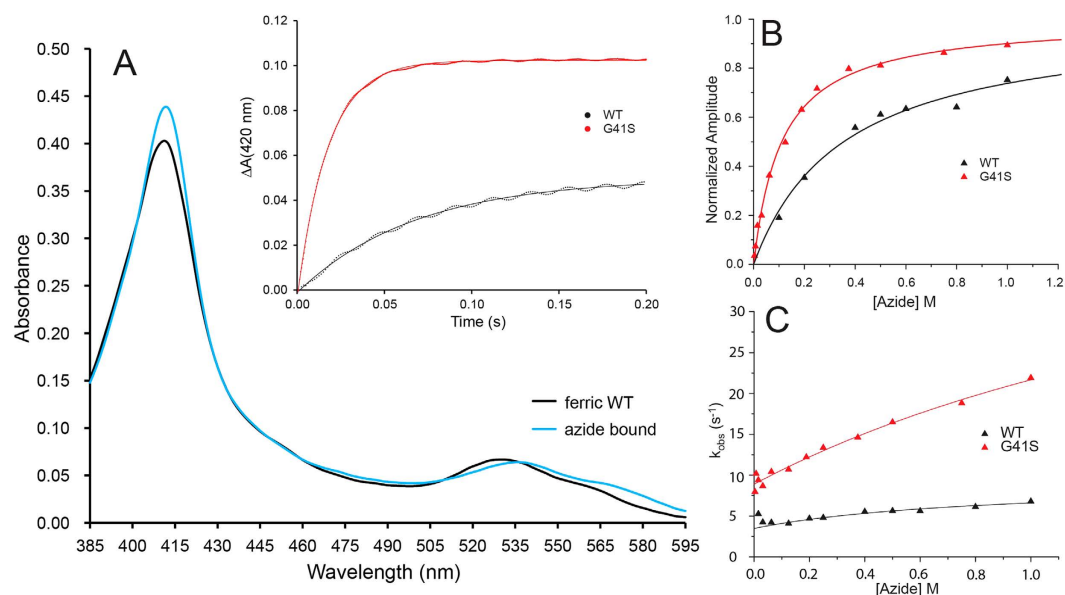 A
Absorbance
0.50
0.45
0.40
0.35
0.30
0.25
0.20
0.15
0.10
0.05
0.00
385 400 415 430 445 460 475 490 505 520 535 550 565 580 595
Wavelength (nm)
ferric WT
azide bound
ΔA(420 nm)
0.12
0.10
0.08
0.06
0.04
0.12
0.00
0.00 0.05 0.10 0.15 0.20
Time (s)
WT
G41S
B
Normalized Amplitude
1.0
0.8
0.6
0.4
0.2
0.0
0.0 0.2 0.4 0.6 0.8 1.0 1.2
[Azide] M
WT
G41S
C
kobs (s-1)
30
25
20
15
10
5
0
0.0 0.2 0.4 0.6 0.8 1.0
[Azide] M
WT
G41S